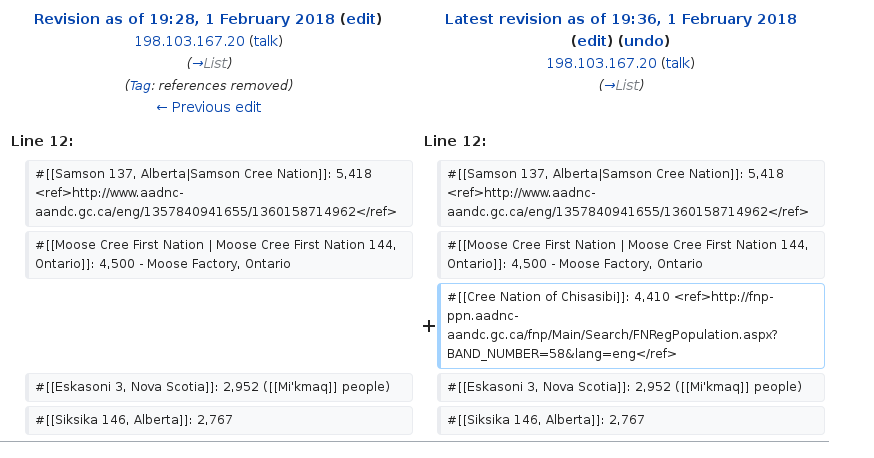 Revision as of 19:28, 1 February 2018 (edit)
198.103.167.20 (talk)
(→List)
(Tag: references removed)
← Previous edit
Latest revision as of 19:36, 1 February 2018
(edit) (undo)
198.103.167.20 (talk)
(→List)
Line 12:
Line 12:
#[[Samson 137, Alberta|Samson Cree Nation]]: 5,418
<ref>http://www.aadnc-
aandc.gc.ca/eng/1357840941655/1360158714962</ref>
#[[Samson 137, Alberta|Samson Cree Nation]]: 5,418
<ref>http://www.aadnc-
aandc.gc.ca/eng/1357840941655/1360158714962</ref>
#[[Moose Cree First Nation | Moose Cree First Nation 144,
Ontario]]: 4,500 - Moose Factory, Ontario
#[[Moose Cree First Nation | Moose Cree First Nation 144,
Ontario]]: 4,500 - Moose Factory, Ontario
+
#[[Cree Nation of Chisasibi]]: 4,410 <ref>http://fnp-
ppn.aadnc-
aandc.gc.ca/fnp/Main/Search/FNRegPopulation.aspx?
BAND_NUMBER=58&lang=eng</ref>
#[[Eskasoni 3, Nova Scotia]]: 2,952 ([[Mi'kmaq]] people)
#[[Eskasoni 3, Nova Scotia]]: 2,952 ([[Mi'kmaq]] people)
#[[Siksika 146, Alberta]]: 2,767
#[[Siksika 146, Alberta]]: 2,767